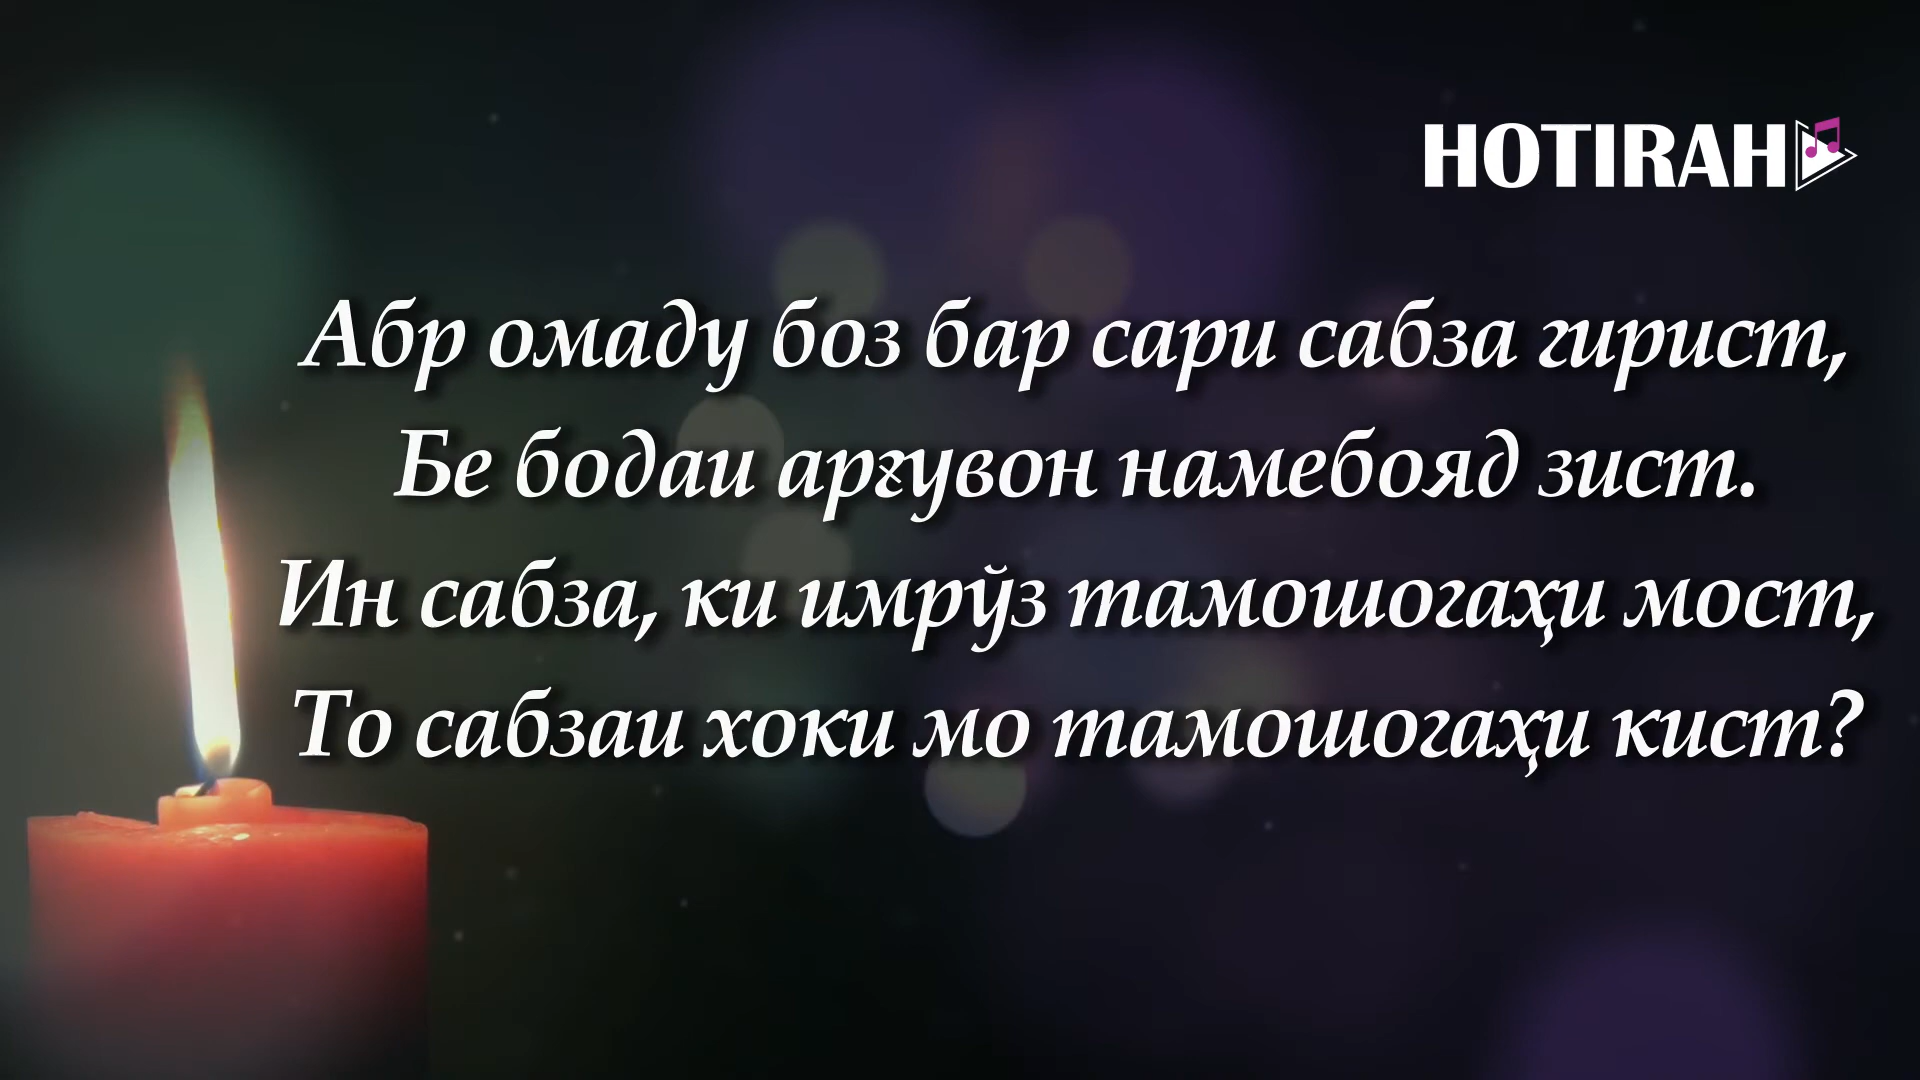 HOTIRAH
Абр омаду боз бар сари сабза гирист,
Бе бодаи арғувон намебояд зист.
Ин сабза, ки имрӯз тамошогаҳи мост,
То сабзаи хоки мо тамошогаҳи кист?